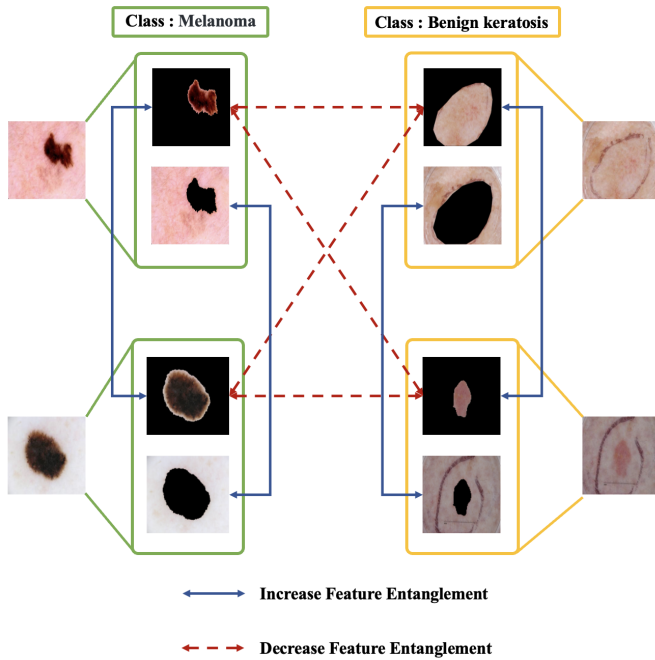 Class : Melanoma
Class : Benign keratosis
Increase Feature Entanglement
Decrease Feature Entanglement